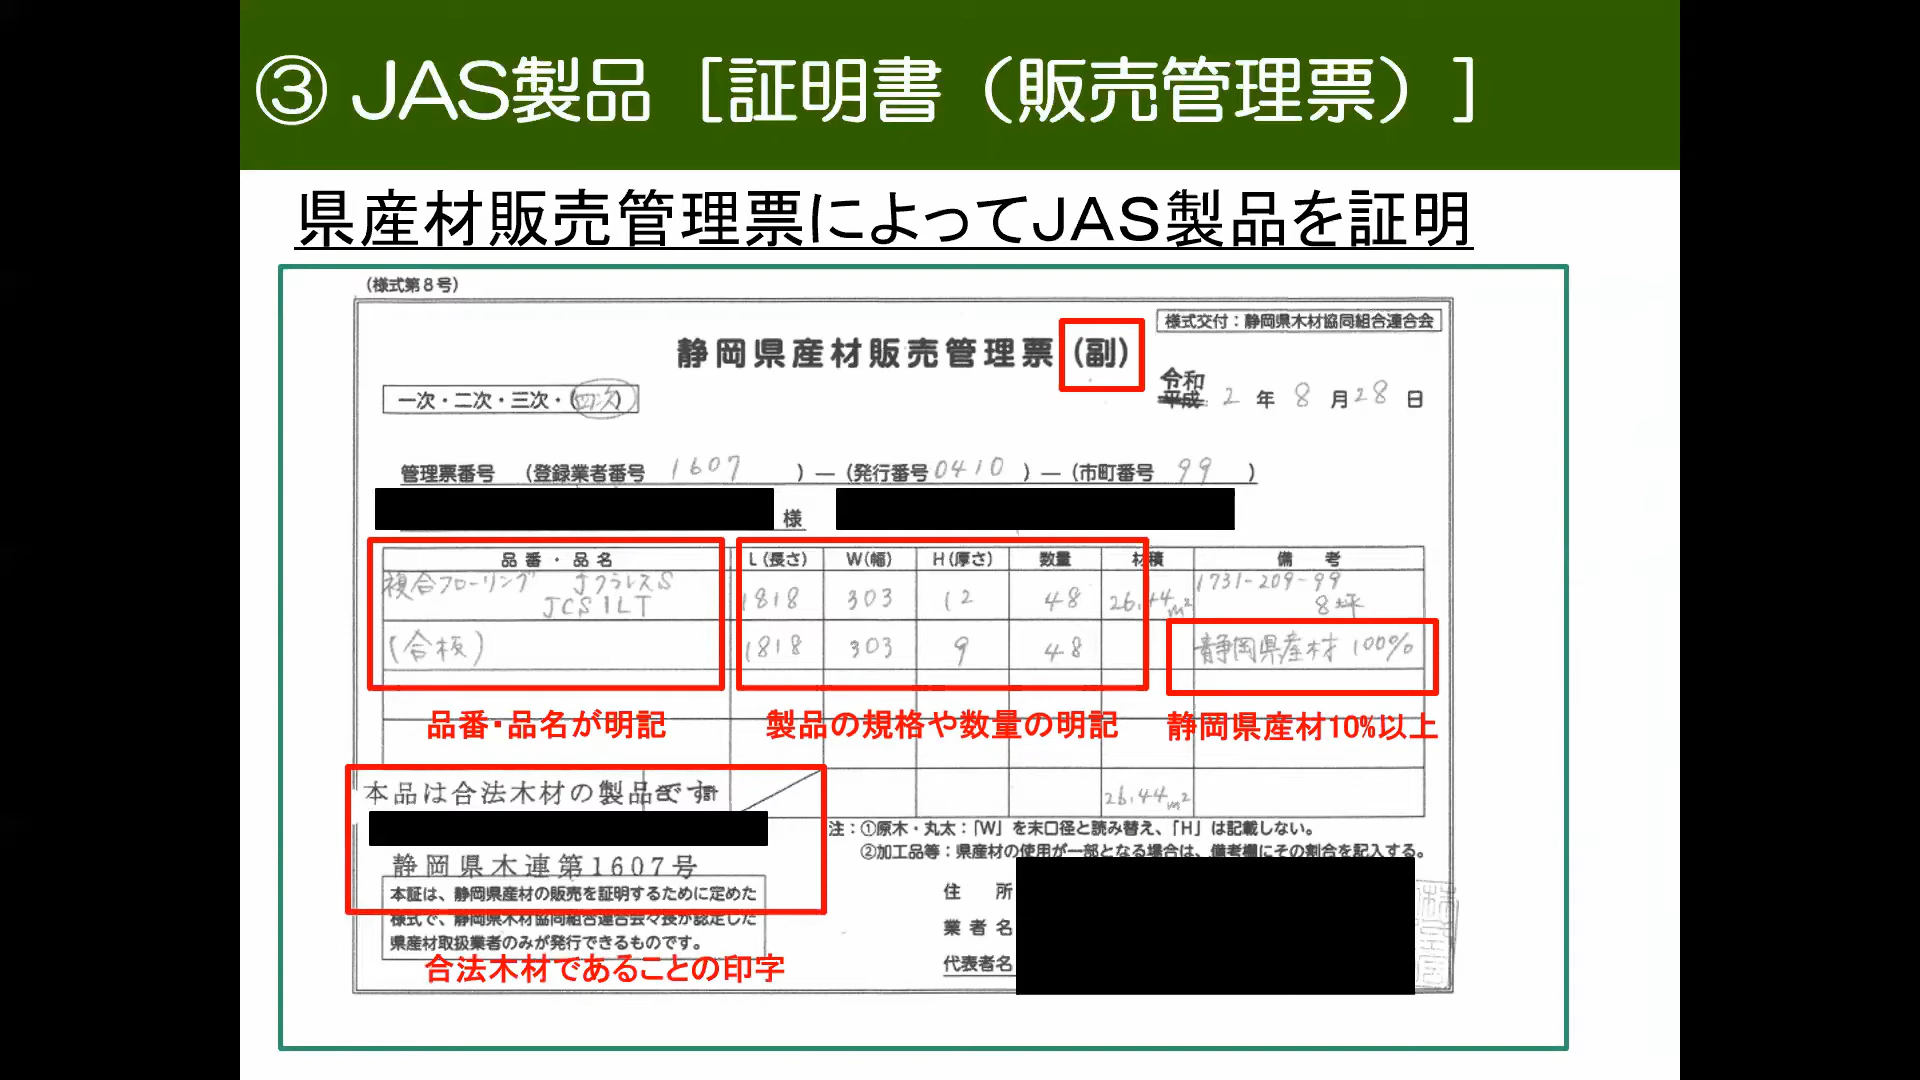 ③ JAS製品［証明書（販売管理票）］
県産材販売管理票によってJAS製品を証明
（様式第８号）
様式交付：静岡県木材協同組合連合会
静岡県産材販売管理票（副）
一次・二次・三次・（四次）
令和
平成 2 年 8 月 28 日
管理票番号 （登録業者番号 1607 ）―（発行番号 0410 ）―（市町番号 99 ）
様
品番・品名 L（長さ） W（幅） H（厚さ） 数量 材積 備考
複合フローリング JフラレスS 1818 303 12 48 26.44㎡ 1731-209-99
JCS1LT 8坪
（合板） 1818 303 9 48 静岡県産材 100%
品番・品名が明記 製品の規格や数量の明記 静岡県産材10%以上
本品は合法木材の製品です
合計 26.44㎡
静岡県木連第1607号
注：①原木・丸太：「W」を末口径と読み替え、「H」は記載しない。
②加工品等：県産材の使用が一部となる場合は、備考欄にその割合を記入する。
本証は、静岡県産材の販売を証明するために定めた
様式で、静岡県木材協同組合連合会々長が認定した
県産材取扱業者のみが発行できるものです。
住所
業者名
代表者名
合法木材であることの印字